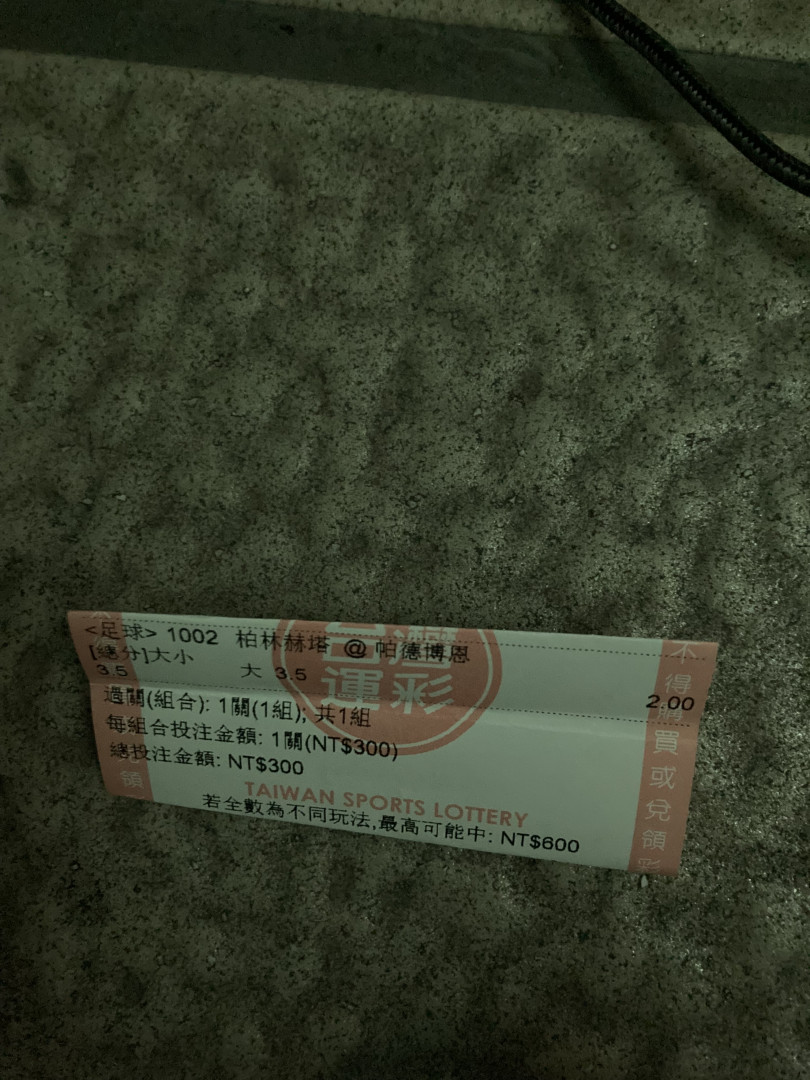 <足球> 1002 柏林赫塔 @ 帕德博恩
[總分]大小
3.5 大 3.5 2.00
過關(組合): 1關(1組); 共1組
每組合投注金額: 1關(NT$300)
總投注金額: NT$300
TAIWAN SPORTS LOTTERY
若全數為不同玩法,最高可能中: NT$600
台灣
運彩
領
不得購買或兌領彩